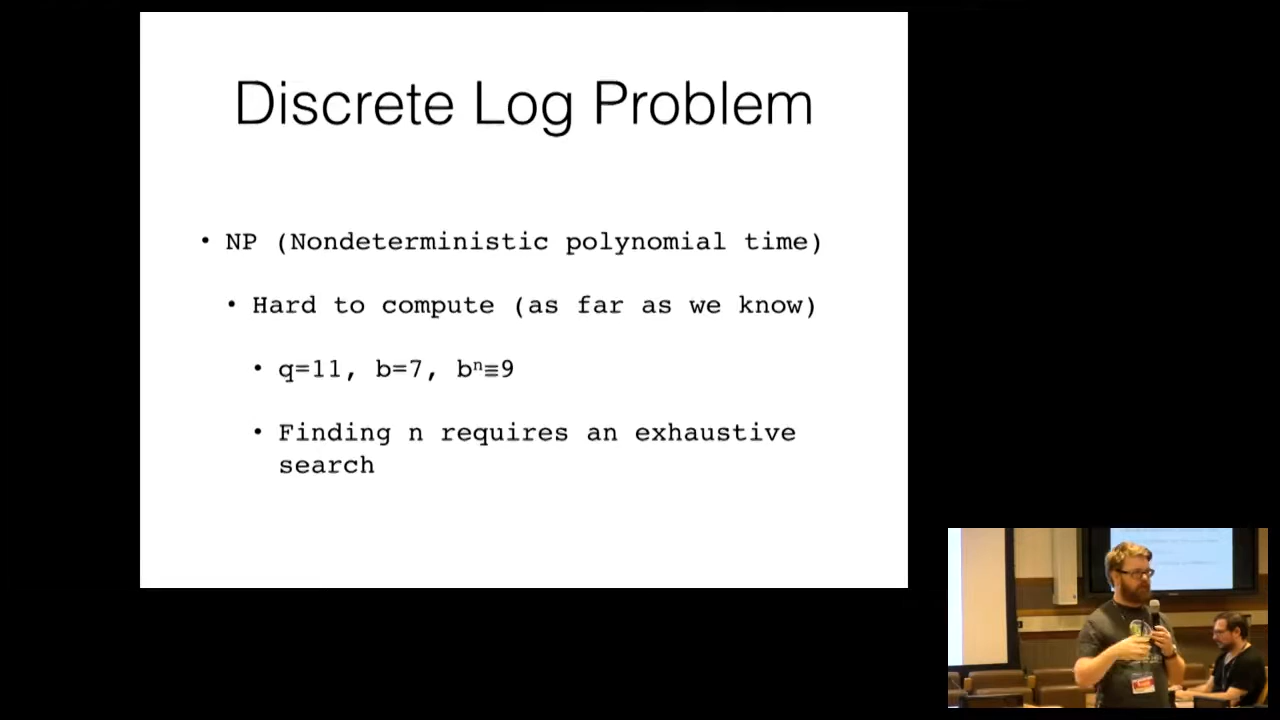 Discrete Log Problem
• NP (Nondeterministic polynomial time)
• Hard to compute (as far as we know)
• q=11, b=7, bⁿ≡9
• Finding n requires an exhaustive
search